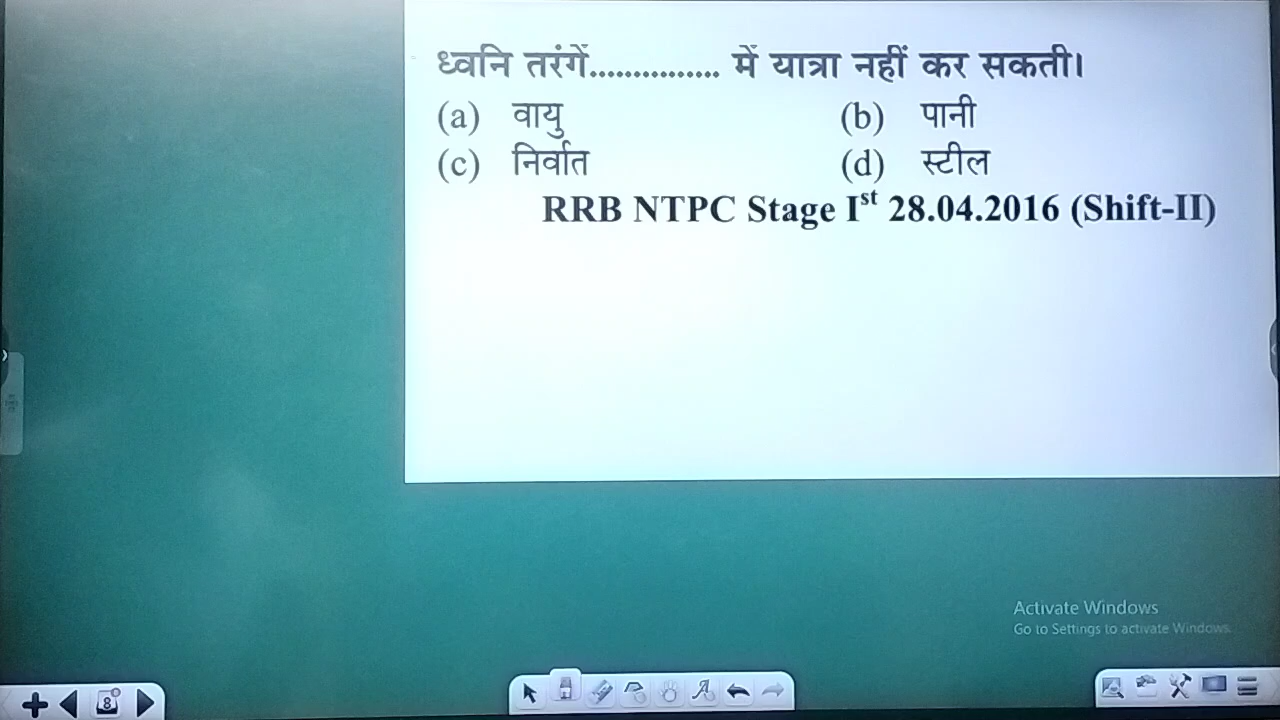 ध्वनि तरंगें............... में यात्रा नहीं कर सकती।
(a) वायु (b) पानी
(c) निर्वात (d) स्टील
RRB NTPC Stage Ist 28.04.2016 (Shift-II)
Activate Windows
Go to Settings to activate Windows.
8